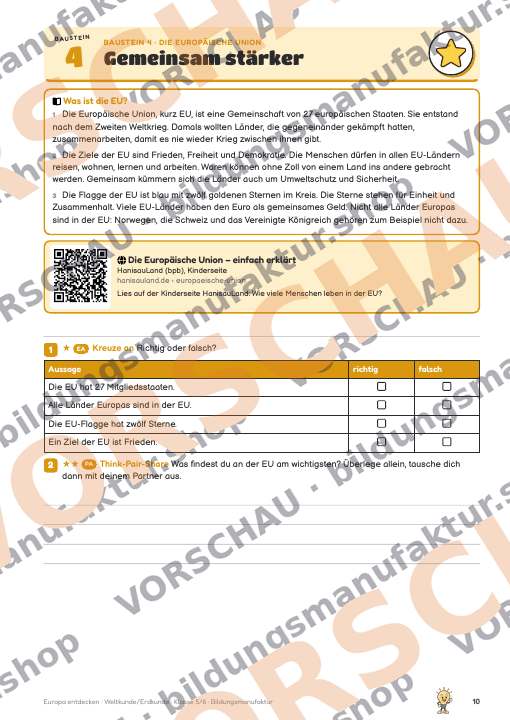 BAUSTEIN
4
BAUSTEIN 4 · DIE EUROPÄISCHE UNION
Gemeinsam stärker
Was ist die EU?
1 Die Europäische Union, kurz EU, ist eine Gemeinschaft von 27 europäischen Staaten. Sie entstand
nach dem Zweiten Weltkrieg. Damals wollten Länder, die gegeneinander gekämpft hatten,
zusammenarbeiten, damit es nie wieder Krieg zwischen ihnen gibt.
2 Die Ziele der EU sind Frieden, Freiheit und Demokratie. Die Menschen dürfen in allen EU-Ländern
reisen, wohnen, lernen und arbeiten. Waren können ohne Zoll von einem Land ins andere gebracht
werden. Gemeinsam kümmern sich die Länder auch um Umweltschutz und Sicherheit.
3 Die Flagge der EU ist blau mit zwölf goldenen Sternen im Kreis. Die Sterne stehen für Einheit und
Zusammenhalt. Viele EU-Länder haben den Euro als gemeinsames Geld. Nicht alle Länder Europas
sind in der EU: Norwegen, die Schweiz und das Vereinigte Königreich gehören zum Beispiel nicht dazu.
Die Europäische Union – einfach erklärt
HanisauLand (bpb), Kinderseite
hanisauland.de · europaeische-union
Lies auf der Kinderseite HanisauLand: Wie viele Menschen leben in der EU?
1 ★ EA Kreuze an Richtig oder falsch?
Aussage richtig falsch
Die EU hat 27 Mitgliedsstaaten.
Alle Länder Europas sind in der EU.
Die EU-Flagge hat zwölf Sterne.
Ein Ziel der EU ist Frieden.
2 ★★ PA Think-Pair-Share Was findest du an der EU am wichtigsten? Überlege allein, tausche dich
dann mit deinem Partner aus.
Europa entdecken · Weltkunde/Erdkunde · Klasse 5/6 · Bildungsmanufaktur
10
VORSCHAU · bildungsmanufaktur.shop